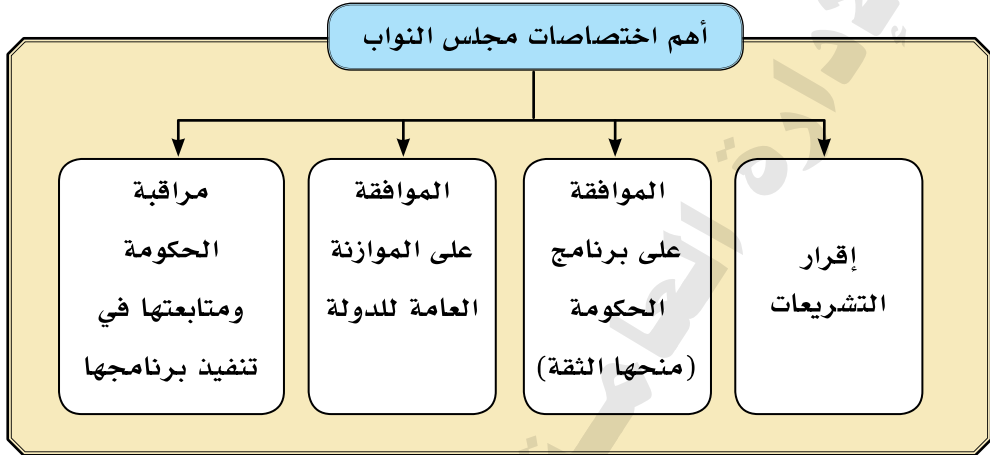 أهم اختصاصات مجلس النواب
إقرار
التشريعات
الموافقة
على برنامج
الحكومة
(منحها الثقة)
الموافقة
على الموازنة
العامة للدولة
مراقبة
الحكومة
ومتابعتها في
تنفيذ برنامجها